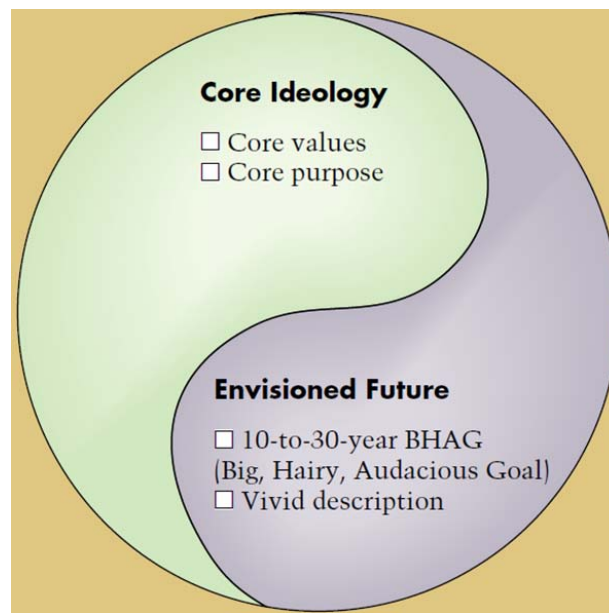 Core Ideology
Core values
Core purpose
Envisioned Future
10-to-30-year BHAG
(Big, Hairy, Audacious Goal)
Vivid description